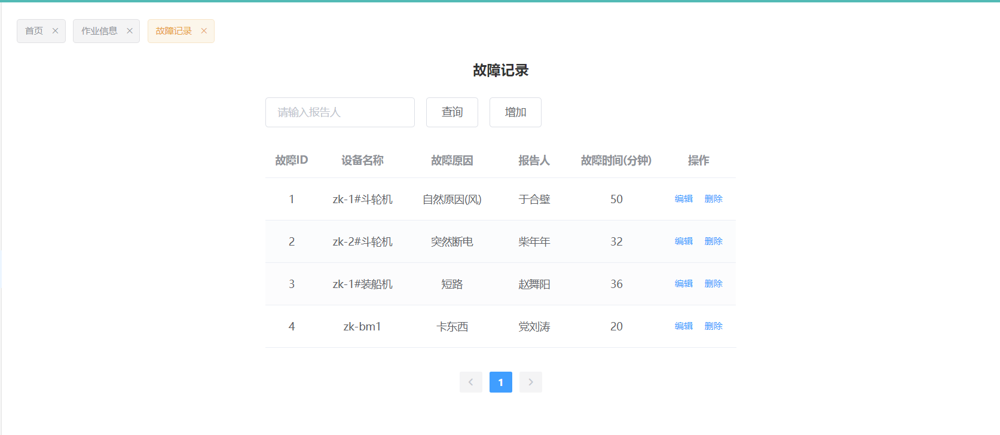 首页 作业信息 故障记录
故障记录
请输入报告人 查询 增加
故障ID 设备名称 故障原因 报告人 故障时间(分钟) 操作
1 zk-1#斗轮机 自然原因(风) 于合壁 50 编辑 删除
2 zk-2#斗轮机 突然断电 柴年年 32 编辑 删除
3 zk-1#装船机 短路 赵舞阳 36 编辑 删除
4 zk-bm1 卡东西 党刘涛 20 编辑 删除
1